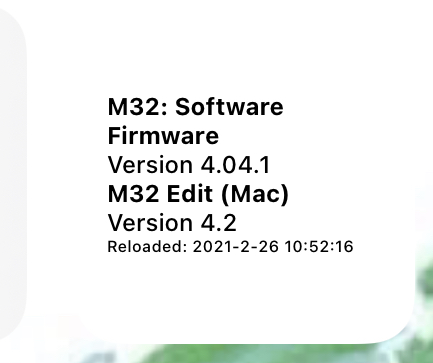 M32: Software
Firmware
Version 4.04.1
M32 Edit (Mac)
Version 4.2
Reloaded: 2021-2-26 10:52:16